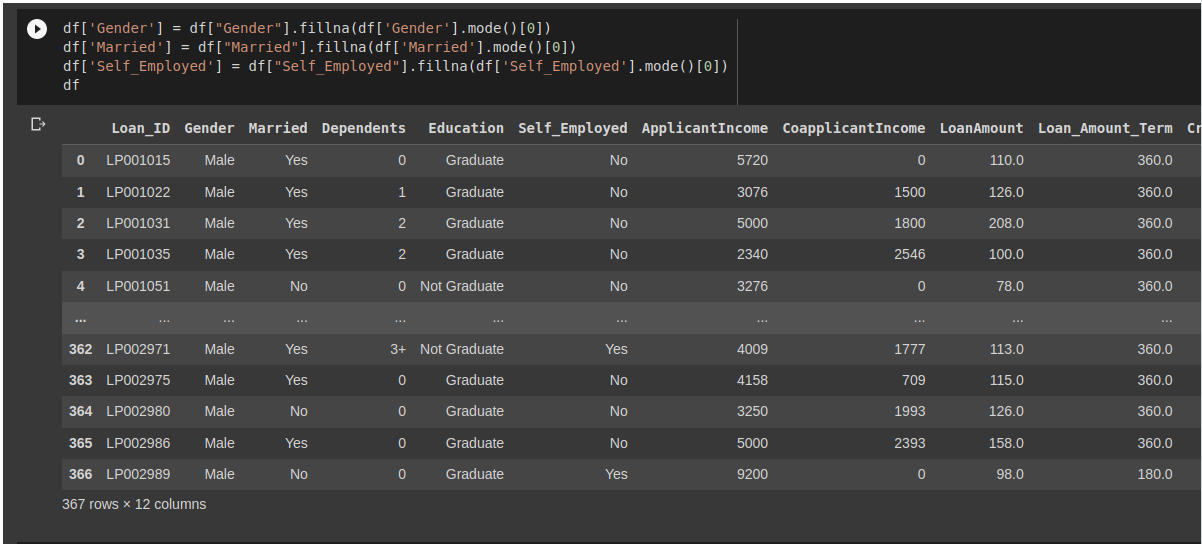 df['Gender'] = df["Gender"].fillna(df['Gender'].mode()[0])
df['Married'] = df["Married"].fillna(df['Married'].mode()[0])
df['Self_Employed'] = df["Self_Employed"].fillna(df['Self_Employed'].mode()[0])
df
Loan_ID Gender Married Dependents Education Self_Employed ApplicantIncome CoapplicantIncome LoanAmount Loan_Amount_Term Cr
0 LP001015 Male Yes 0 Graduate No 5720 0 110.0 360.0
1 LP001022 Male Yes 1 Graduate No 3076 1500 126.0 360.0
2 LP001031 Male Yes 2 Graduate No 5000 1800 208.0 360.0
3 LP001035 Male Yes 2 Graduate No 2340 2546 100.0 360.0
4 LP001051 Male No 0 Not Graduate No 3276 0 78.0 360.0
... ... ... ... ... ... ... ... ... ... ...
362 LP002971 Male Yes 3+ Not Graduate Yes 4009 1777 113.0 360.0
363 LP002975 Male Yes 0 Graduate No 4158 709 115.0 360.0
364 LP002980 Male No 0 Graduate No 3250 1993 126.0 360.0
365 LP002986 Male Yes 0 Graduate No 5000 2393 158.0 360.0
366 LP002989 Male No 0 Graduate Yes 9200 0 98.0 180.0
367 rows × 12 columns